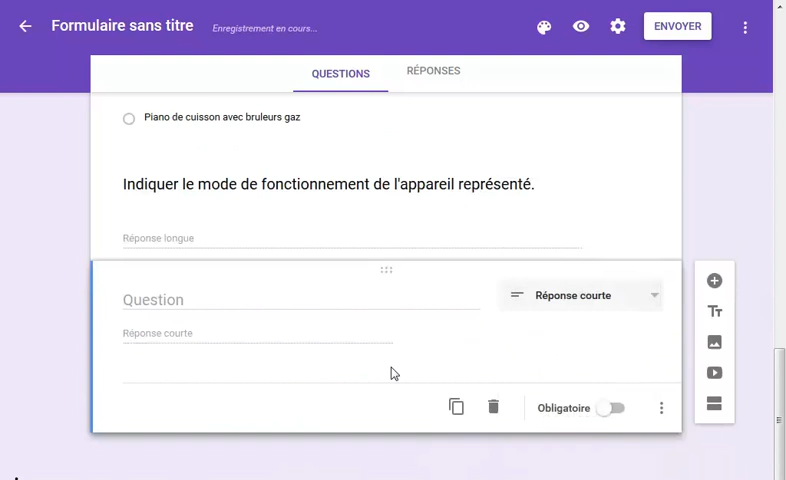 Formulaire sans titre
Enregistrement en cours...
ENVOYER
QUESTIONS
RÉPONSES
Piano de cuisson avec bruleurs gaz
Indiquer le mode de fonctionnement de l'appareil représenté.
Réponse longue
Question
Réponse courte
Réponse courte
Obligatoire